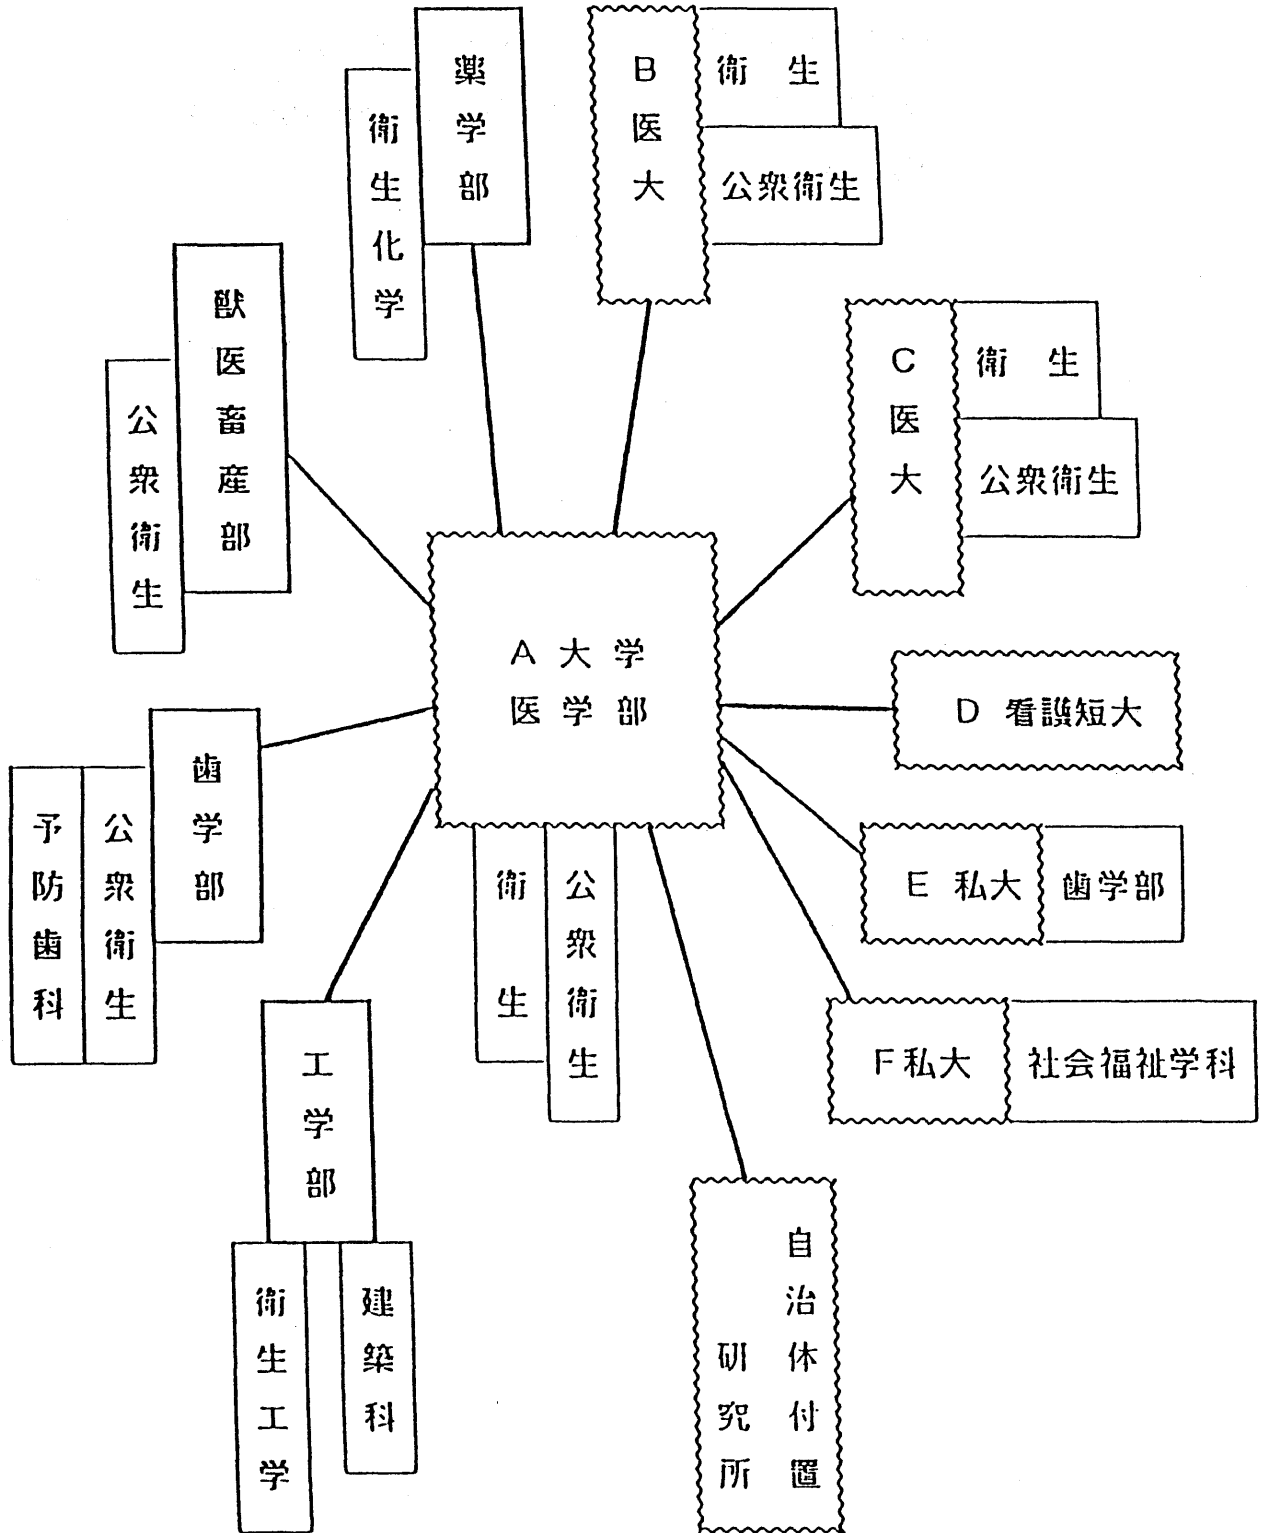 薬学部
衛生化学
B医大
衛生
公衆衛生
獣医畜産部
公衆衛生
C医大
衛生
公衆衛生
A大学
医学部
D 看護短大
歯学部
公衆衛生
予防歯科
E 私大
歯学部
衛生
公衆衛生
F私大
社会福祉学科
工学部
衛生工学
建築科
自治体付置
研究所